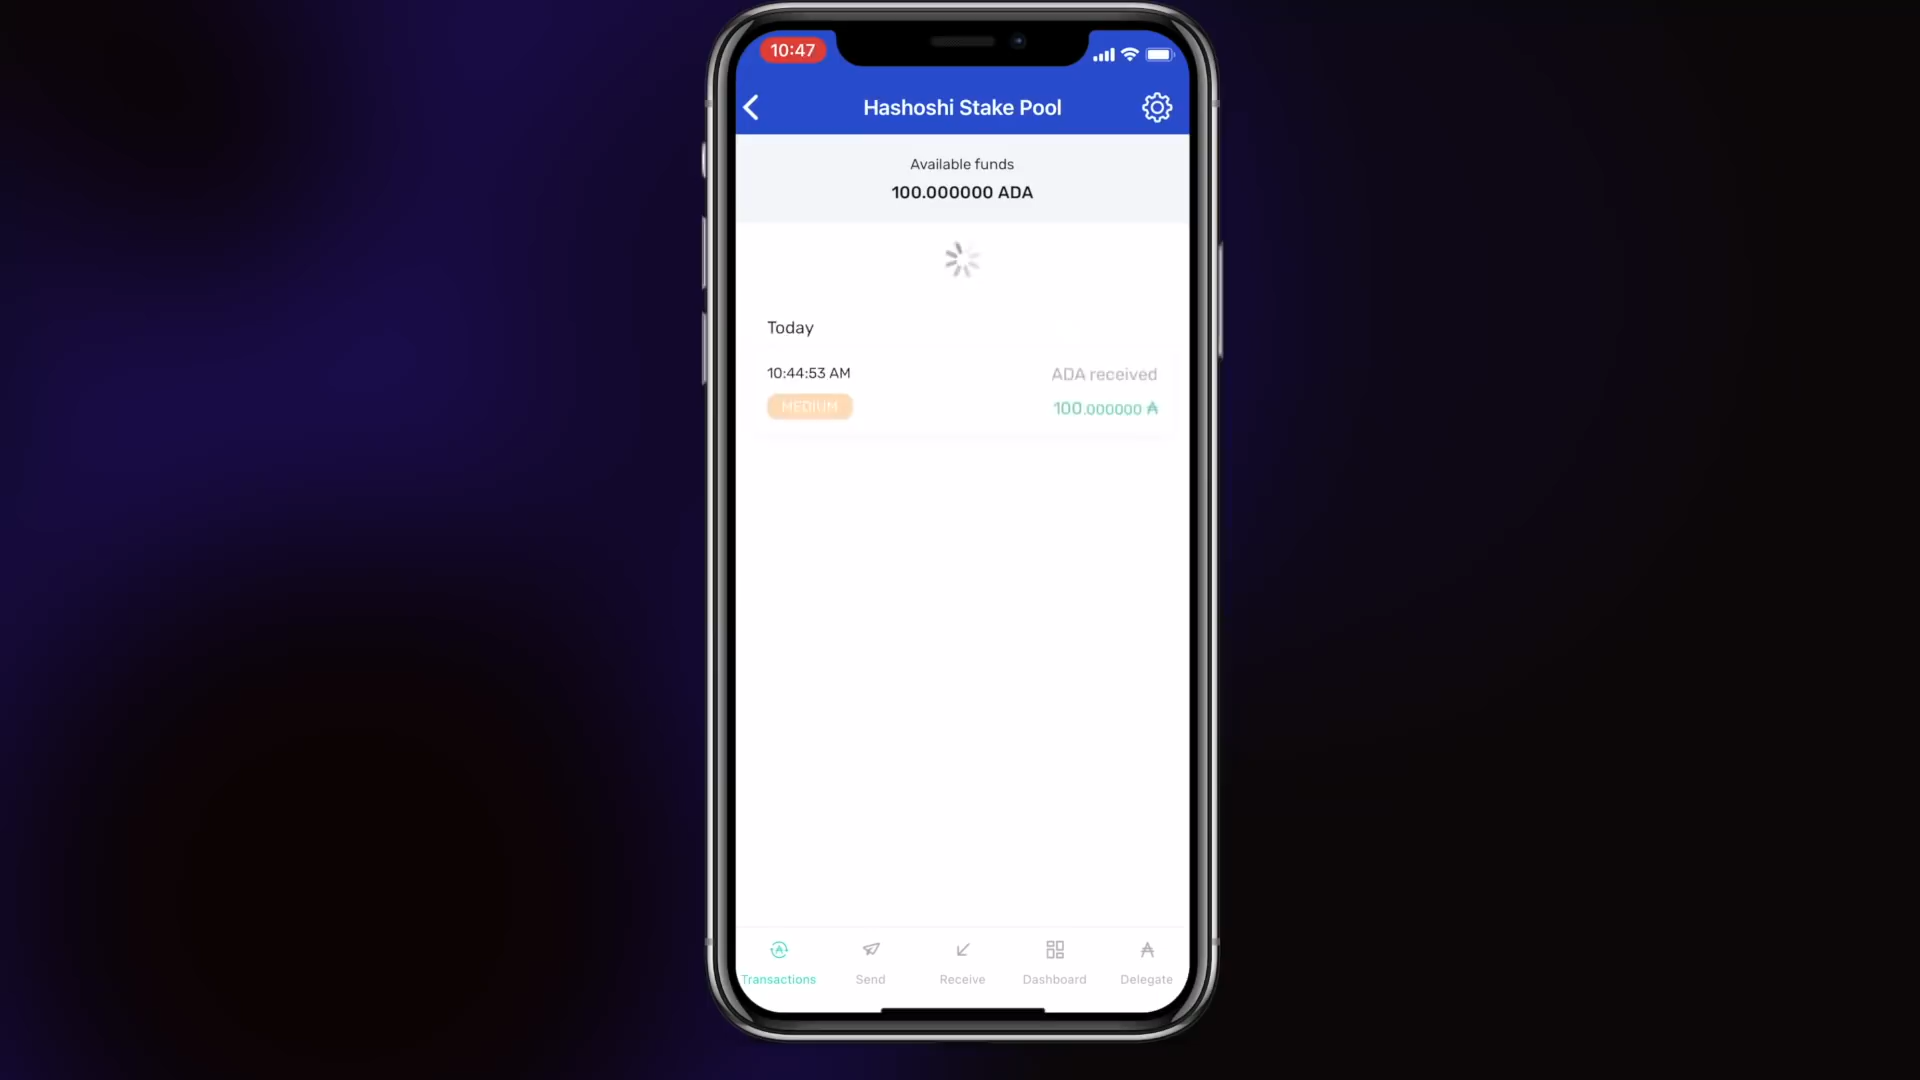 10:47
Hashoshi Stake Pool
Available funds
100.000000 ADA
Today
10:44:53 AM
ADA received
MEDIUM
100.000000 ₳
Transactions
Send
Receive
Dashboard
Delegate